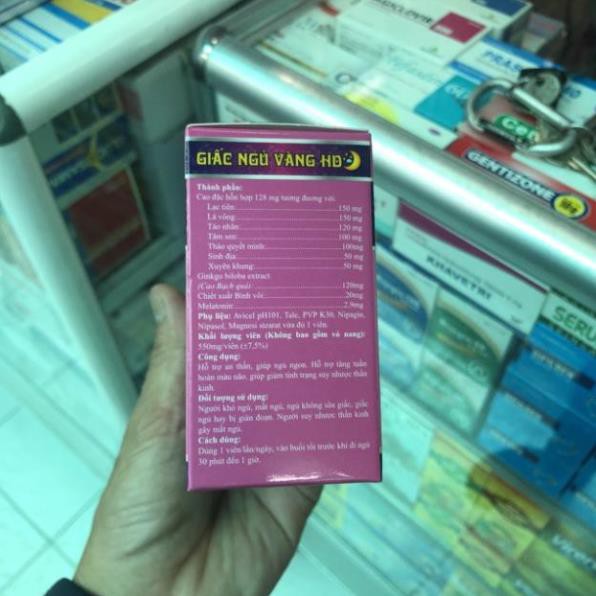 GIẤC NGỦ VÀNG HD
Thành phần:
Cao đặc hỗn hợp 128 mg tương đương với:
Lạc tiên 150 mg
Lá vông 150 mg
Táo nhân 120 mg
Tâm sen 100 mg
Thảo quyết minh 100mg
Sinh địa 50 mg
Xuyên khung 50 mg
Ginkgo biloba extract
(Cao Bạch quả) 120mg
Chiết xuất Bình vôi 20mg
Melatonin 2.9mg
Phụ liệu: Avicel pH101, Talc, PVP K30, Nipagin,
Nipasol, Magnesi stearat vừa đủ 1 viên.
Khối lượng viên (Không bao gồm vỏ nang):
550mg/viên (±7,5%)
Công dụng:
Hỗ trợ an thần, giúp ngủ ngon. Hỗ trợ tăng tuần
hoàn máu não, giúp giảm tình trạng suy nhược thần
kinh.
Đối tượng sử dụng:
Người khó ngủ, mất ngủ, ngủ không sâu giấc, giấc
ngủ hay bị gián đoạn. Người suy nhược thần kinh
gây mất ngủ.
Cách dùng:
Dùng 1 viên/lần/ngày, vào buổi tối trước khi đi ngủ
30 phút đến 1 giờ.
GENTIZONE
KHAVETRI